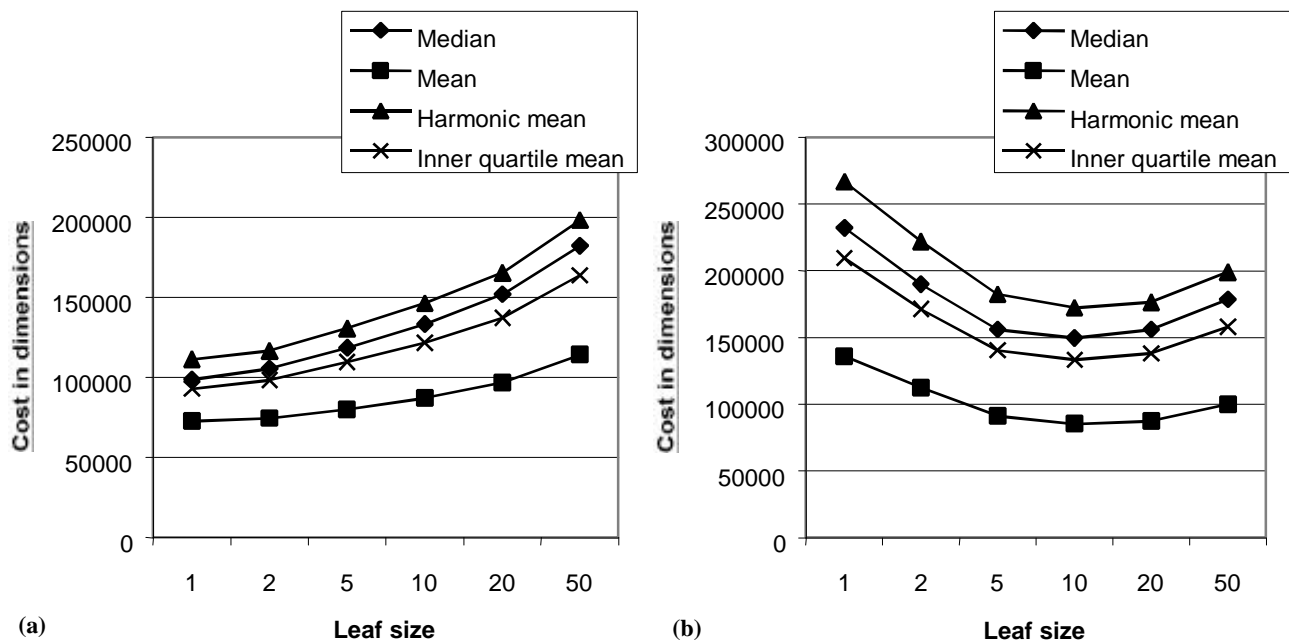 Median
Mean
Harmonic mean
Inner quartile mean
250000
200000
150000
100000
50000
0
Cost in dimensions
1 2 5 10 20 50
Leaf size
(a)
Median
Mean
Harmonic mean
Inner quartile mean
300000
250000
200000
150000
100000
50000
0
Cost in dimensions
1 2 5 10 20 50
Leaf size
(b)